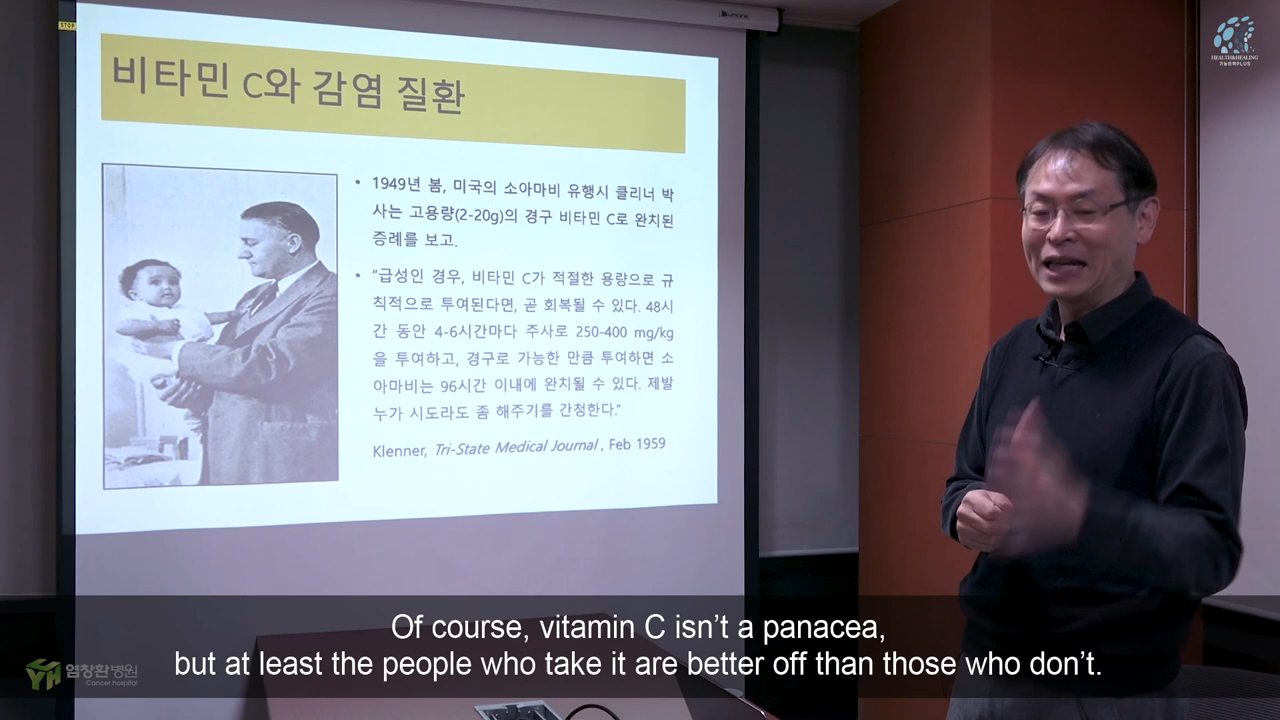 STOP
비타민 C와 감염 질환
• 1949년 봄, 미국의 소아마비 유행시 클리너 박
사는 고용량(2-20g)의 경구 비타민 C로 완치된
증례를 보고.
• “급성인 경우, 비타민 C가 적절한 용량으로 규
칙적으로 투여된다면, 곧 회복될 수 있다. 48시
간 동안 4-6시간마다 주사로 250-400 mg/kg
을 투여하고, 경구로 가능한 만큼 투여하면 소
아마비는 96시간 이내에 완치될 수 있다. 제발
누가 시도라도 좀 해주기를 간청한다.”
Klenner, Tri-State Medical Journal , Feb 1959
HEALTH&HEALING
기능의학PLUS
Of course, vitamin C isn’t a panacea,
but at least the people who take it are better off than those who don’t.
YH 염창환병원
Cancer hospital